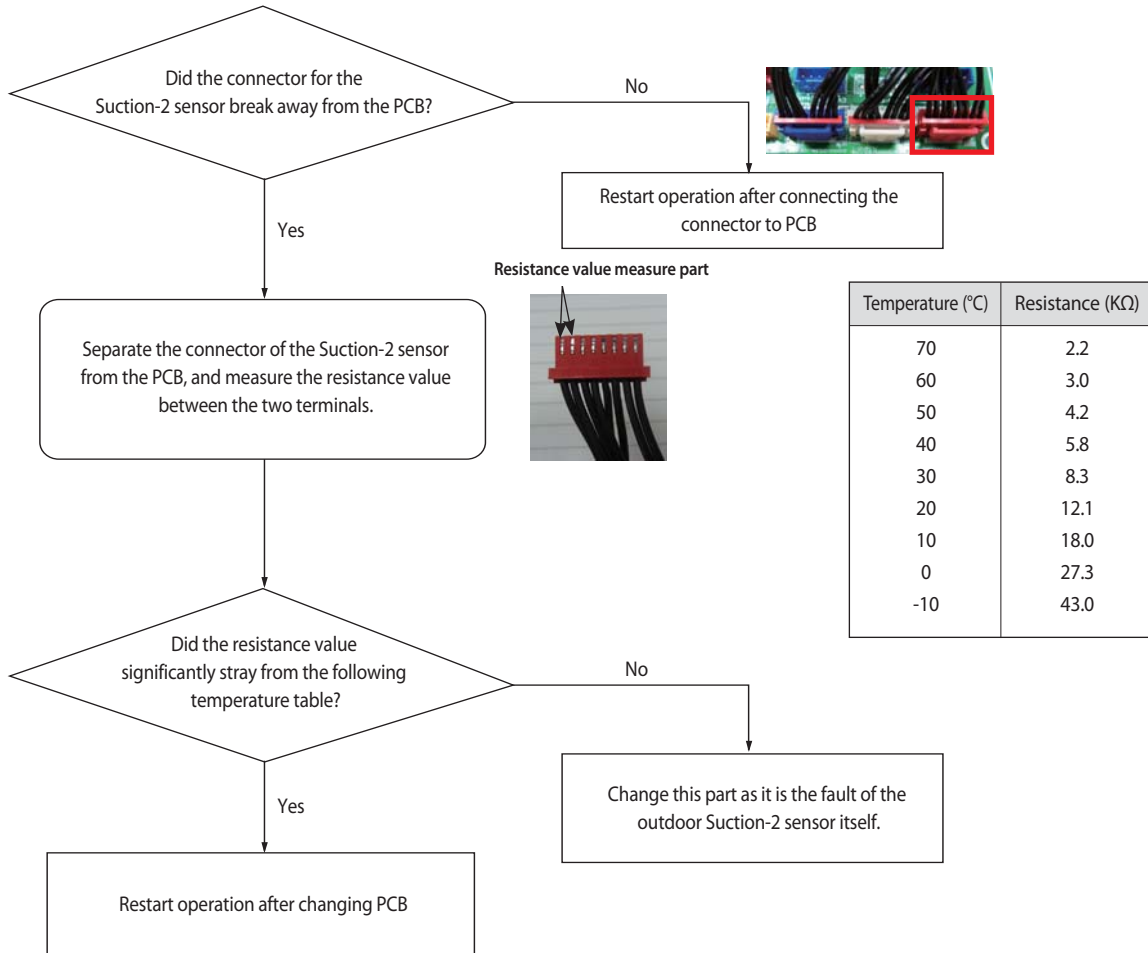 Did the connector for the
Suction-2 sensor break away from the PCB?
No
Restart operation after connecting the
connector to PCB
Yes
Resistance value measure part
Separate the connector of the Suction-2 sensor
from the PCB, and measure the resistance value
between the two terminals.
Temperature (°C) Resistance (KΩ)
70 2.2
60 3.0
50 4.2
40 5.8
30 8.3
20 12.1
10 18.0
0 27.3
-10 43.0
Did the resistance value
significantly stray from the following
temperature table?
No
Change this part as it is the fault of the
outdoor Suction-2 sensor itself.
Yes
Restart operation after changing PCB